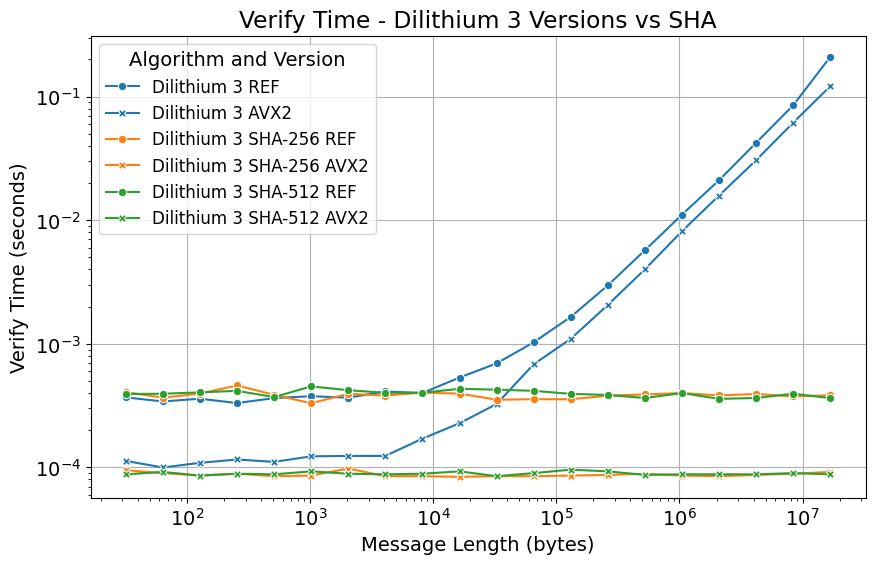 Verify Time - Dilithium 3 Versions vs SHA
Algorithm and Version
Dilithium 3 REF
Dilithium 3 AVX2
Dilithium 3 SHA-256 REF
Dilithium 3 SHA-256 AVX2
Dilithium 3 SHA-512 REF
Dilithium 3 SHA-512 AVX2
Verify Time (seconds)
10⁻¹
10⁻²
10⁻³
10⁻⁴
10² 10³ 10⁴ 10⁵ 10⁶ 10⁷
Message Length (bytes)